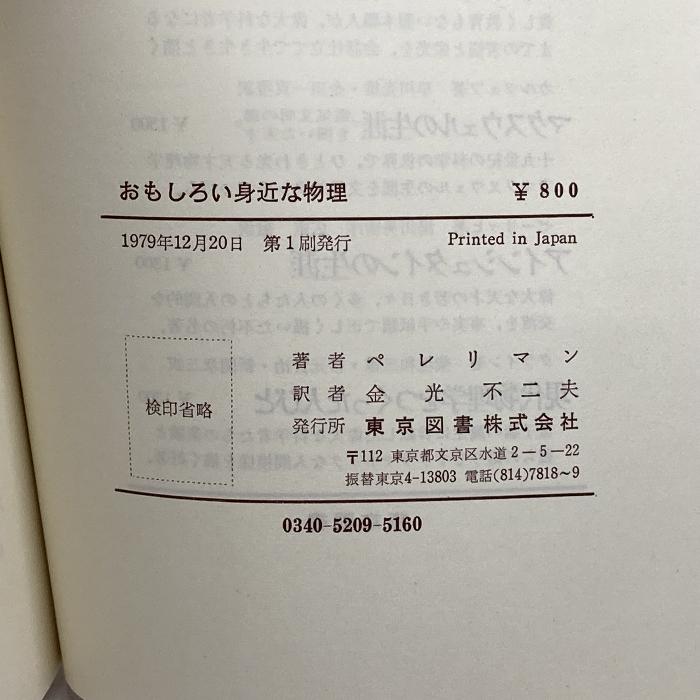 おもしろい身近な物理 ¥800
1979年12月20日 第1刷発行 Printed in Japan
検印省略
著者 ペレリマン
訳者 金光不二夫
発行所 東京図書株式会社
〒112 東京都文京区水道2-5-22
振替東京4-13803 電話(814)7818~9
0340-5209-5160